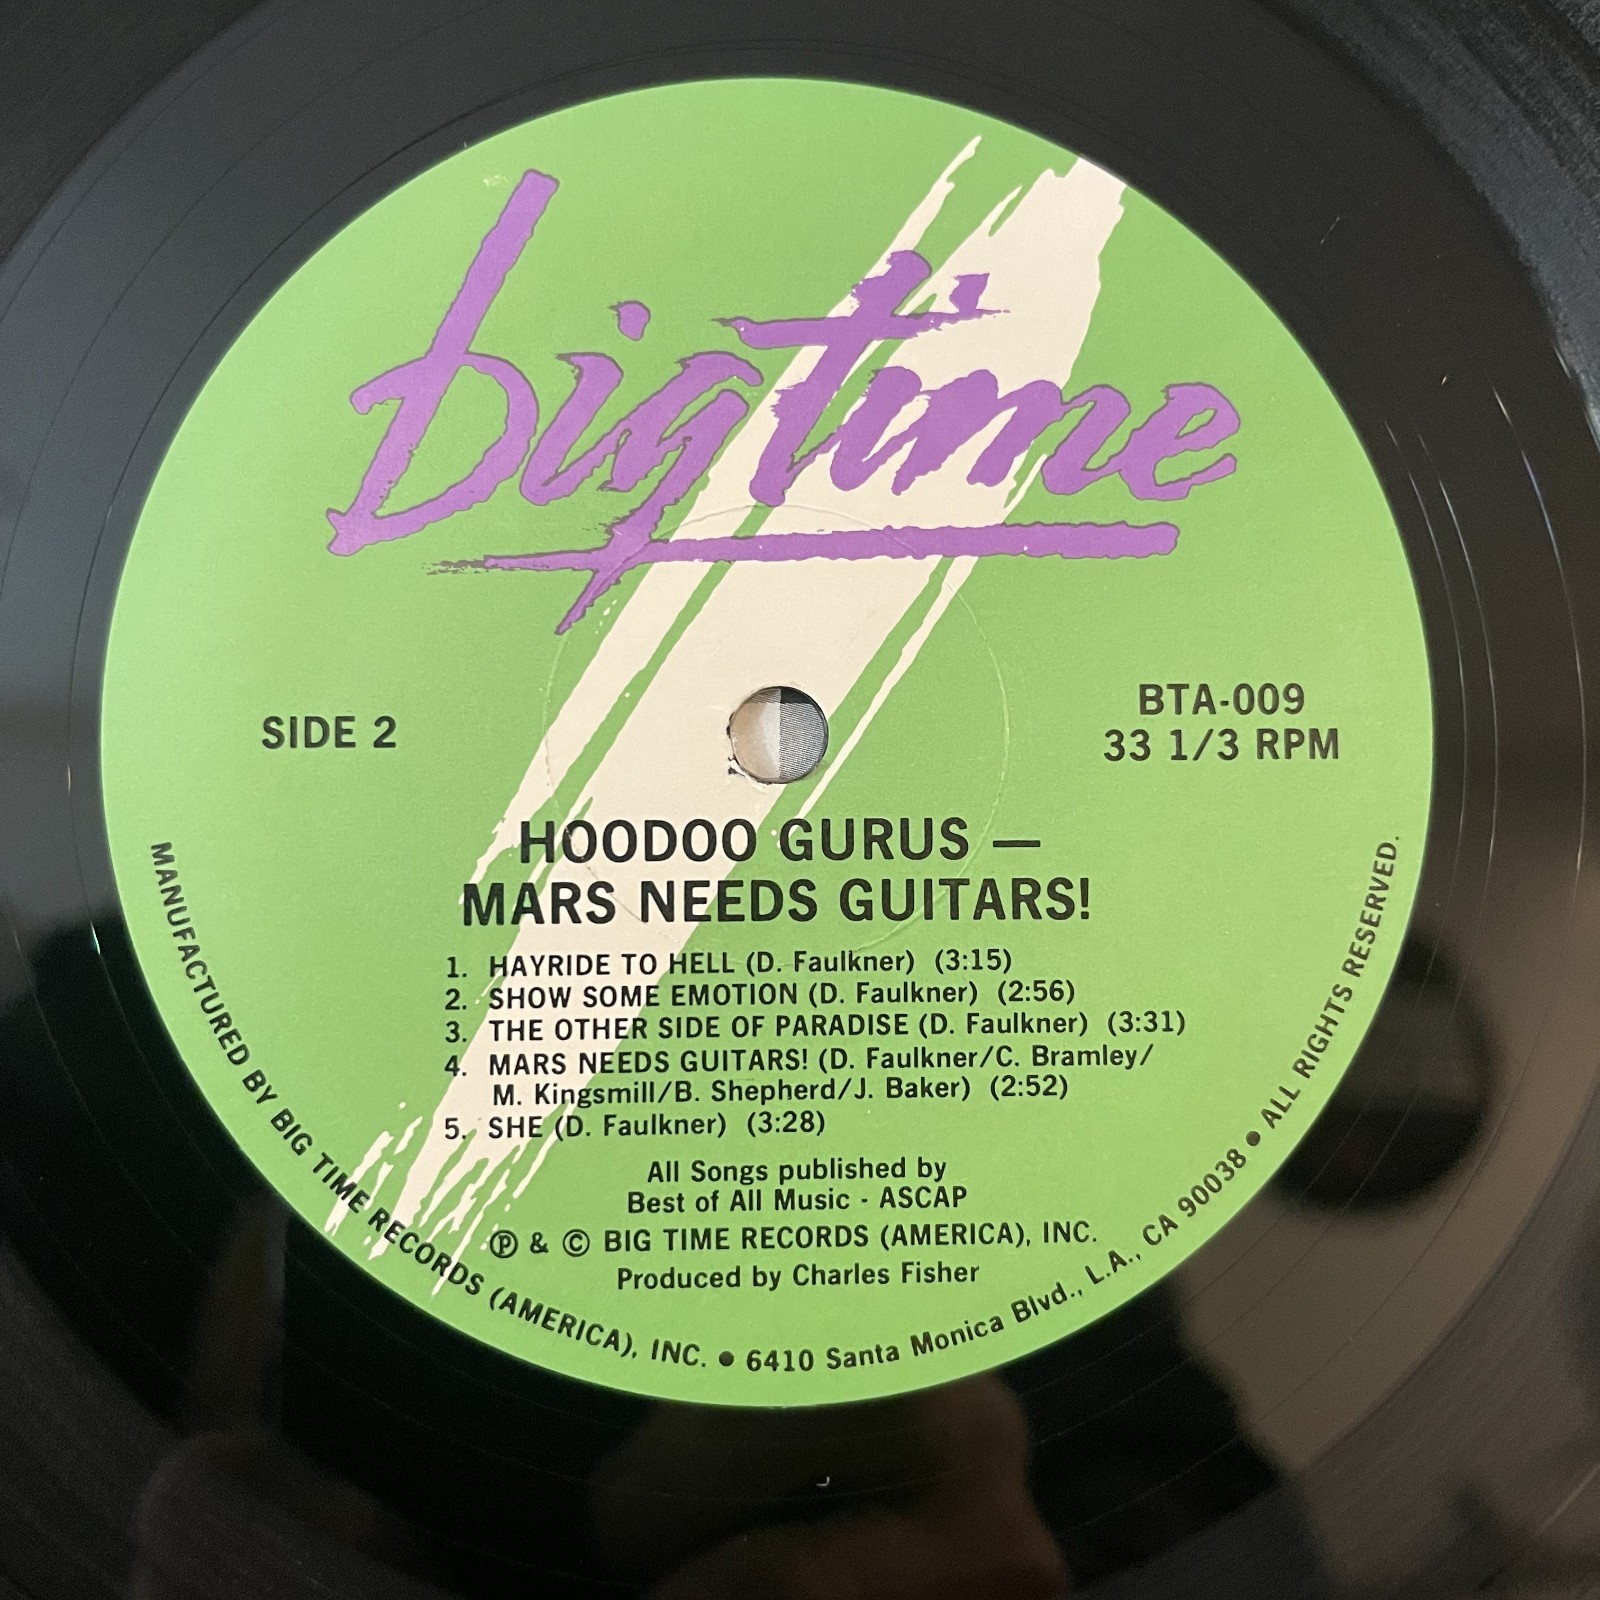 bigtime
SIDE 2
BTA-009
33 1/3 RPM
HOODOO GURUS —
MARS NEEDS GUITARS!
1. HAYRIDE TO HELL (D. Faulkner) (3:15)
2. SHOW SOME EMOTION (D. Faulkner) (2:56)
3. THE OTHER SIDE OF PARADISE (D. Faulkner) (3:31)
4. MARS NEEDS GUITARS! (D. Faulkner/C. Bramley/
M. Kingsmill/B. Shepherd/J. Baker) (2:52)
5. SHE (D. Faulkner) (3:28)
All Songs published by
Best of All Music - ASCAP
℗ & © BIG TIME RECORDS (AMERICA), INC.
Produced by Charles Fisher
MANUFACTURED BY BIG TIME RECORDS (AMERICA), INC. ● 6410 Santa Monica Blvd., L.A., CA 90038 ● ALL RIGHTS RESERVED.